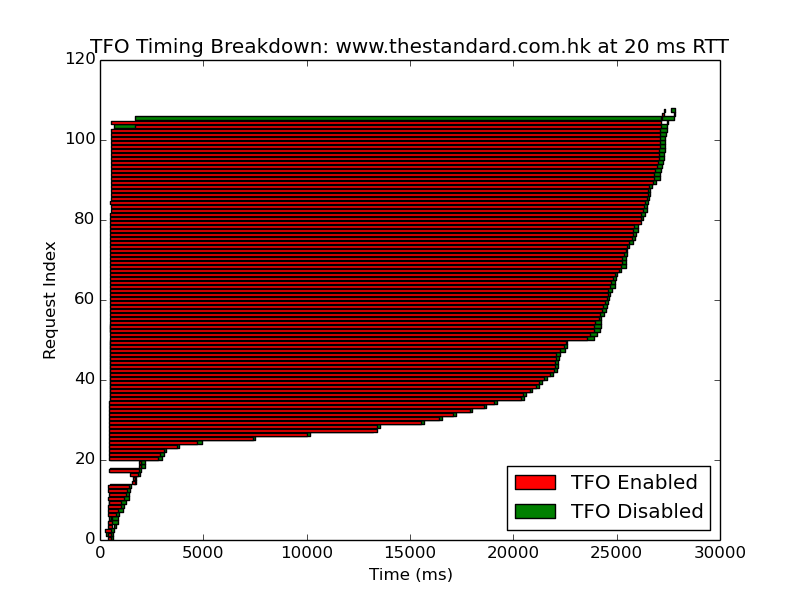 TFO Timing Breakdown: www.thestandard.com.hk at 20 ms RTT
120
100
80
60
40
20
0
Request Index
TFO Enabled
TFO Disabled
0 5000 10000 15000 20000 25000 30000
Time (ms)